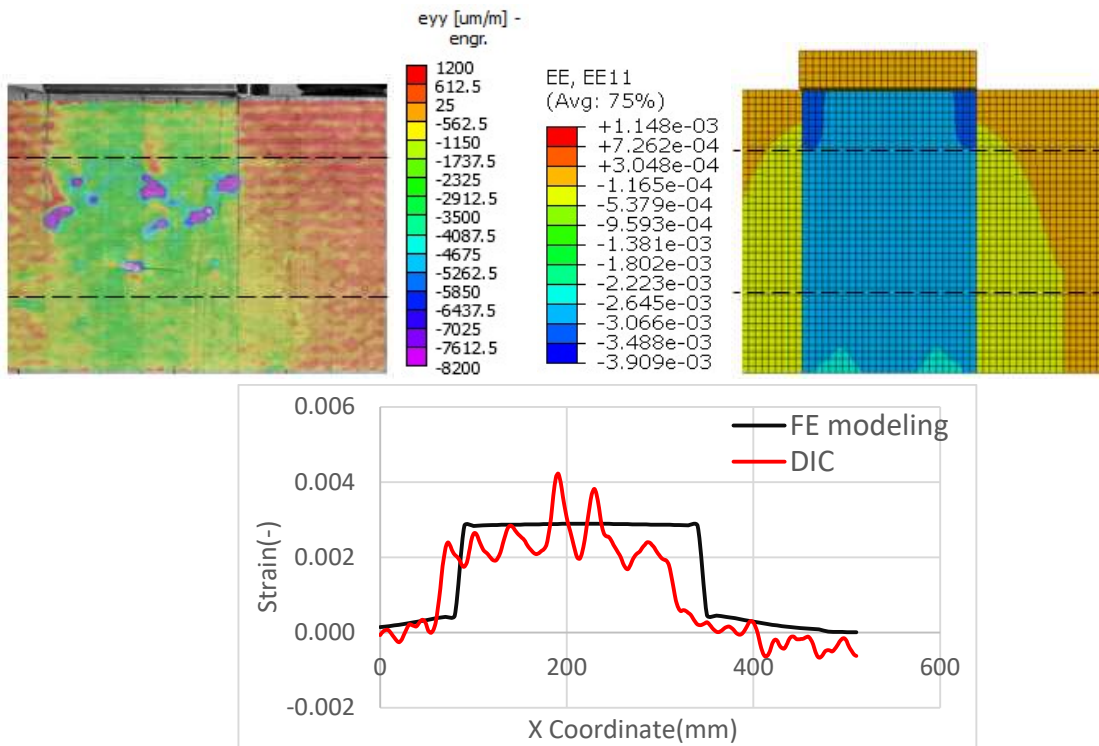 eyy [um/m] -
engr.
1200
612.5
25
-562.5
-1150
-1737.5
-2325
-2912.5
-3500
-4087.5
-4675
-5262.5
-5850
-6437.5
-7025
-7612.5
-8200
EE, EE11
(Avg: 75%)
+1.148e-03
+7.262e-04
+3.048e-04
-1.165e-04
-5.379e-04
-9.593e-04
-1.381e-03
-1.802e-03
-2.223e-03
-2.645e-03
-3.066e-03
-3.488e-03
-3.909e-03
0.006
0.004
0.002
0.000
-0.002
Strain(-)
FE modeling
DIC
0
200
400
600
X Coordinate(mm)